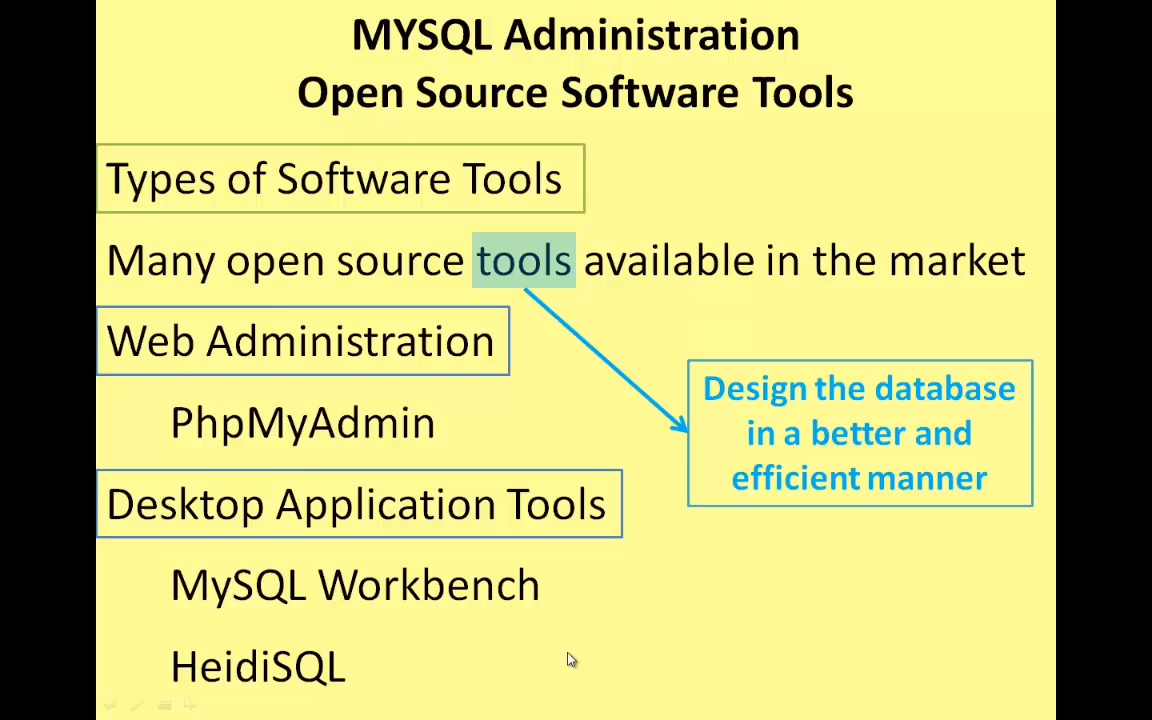 MYSQL Administration
Open Source Software Tools
Types of Software Tools
Many open source tools available in the market
Web Administration
PhpMyAdmin
Design the database
in a better and
efficient manner
Desktop Application Tools
MySQL Workbench
HeidiSQL